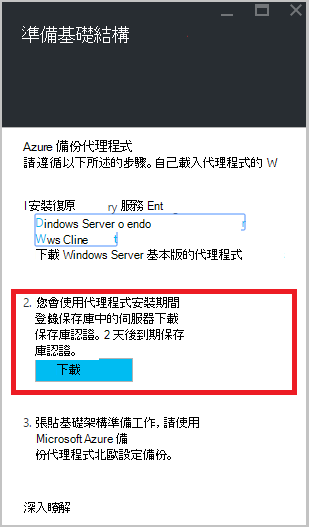 準備基礎結構
Azure 備份代理程式
請遵循以下所述的步驟。自己載入代理程式的 W
I安裝復原 ry 服務 Ent
Dindows Server o endo
Wws Cline t
下載 Windows Server 基本版的代理程式
2. 您會使用代理程式安裝期間
登錄保存庫中的伺服器下載
保存庫認證。2 天後到期保存
庫認證。
下載
3. 張貼基礎架構準備工作，請使用
Microsoft Azure 備
份代理程式北歐設定備份。
深入瞭解